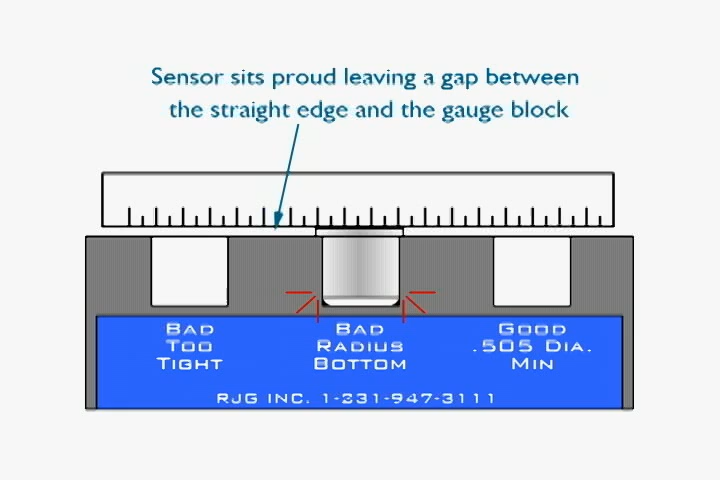 Sensor sits proud leaving a gap between
the straight edge and the gauge block
BAD
TOO
TIGHT
BAD
RADIUS
BOTTOM
GOOD
.505 DIA.
MIN
RJG INC. 1-231-947-3111